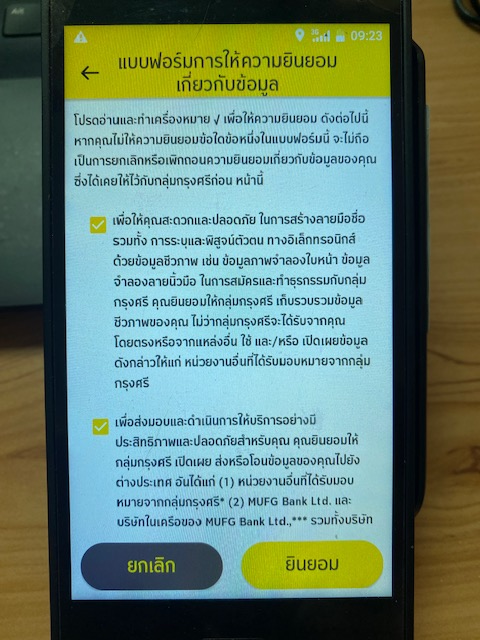 3G 09:23
แบบฟอร์มการให้ความยินยอม
เกี่ยวกับข้อมูล
โปรดอ่านและทำเครื่องหมาย √ เพื่อให้ความยินยอม ดังต่อไปนี้
หากคุณไม่ให้ความยินยอมข้อใดข้อหนึ่งในแบบฟอร์มนี้ จะไม่ถือ
เป็นการยกเลิกหรือเพิกถอนความยินยอมเกี่ยวกับข้อมูลของคุณ
ซึ่งได้เคยให้ไว้กับกลุ่มกรุงศรีก่อน หน้านี้
เพื่อให้คุณสะดวกและปลอดภัย ในการสร้างลายมือชื่อ
รวมทั้ง การระบุและพิสูจน์ตัวตน ทางอิเล็กทรอนิกส์
ด้วยข้อมูลชีวภาพ เช่น ข้อมูลภาพจำลองใบหน้า ข้อมูล
จำลองลายนิ้วมือ ในการสมัครและทำธุรกรรมกับกลุ่ม
กรุงศรี คุณยินยอมให้กลุ่มกรุงศรี เก็บรวบรวมข้อมูล
ชีวภาพของคุณ ไม่ว่ากลุ่มกรุงศรีจะได้รับจากคุณ
โดยตรงหรือจากแหล่งอื่น ใช้ และ/หรือ เปิดเผยข้อมูล
ดังกล่าวให้แก่ หน่วยงานอื่นที่ได้รับมอบหมายจากกลุ่ม
กรุงศรี
เพื่อส่งมอบและดำเนินการให้บริการอย่างมี
ประสิทธิภาพและปลอดภัยสำหรับคุณ คุณยินยอมให้
กลุ่มกรุงศรี เปิดเผย ส่งหรือโอนข้อมูลของคุณไปยัง
ต่างประเทศ อันได้แก่ (1) หน่วยงานอื่นที่ได้รับมอบ
หมายจากกลุ่มกรุงศรี* (2) MUFG Bank Ltd. และ
บริษัทในเครือของ MUFG Bank Ltd.,*** รวมทั้งบริษัท
ยกเลิก ยินยอม